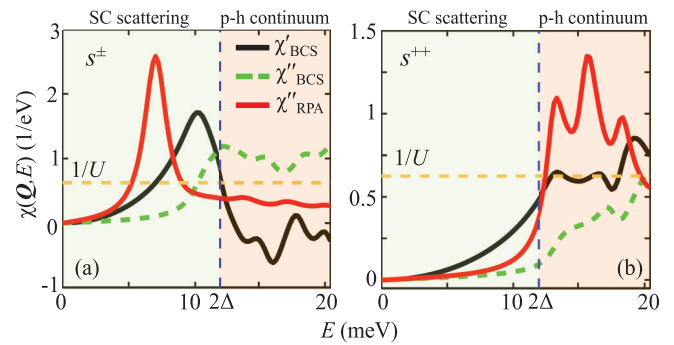 SC scattering p-h continuum SC scattering p-h continuum
3
2
1
0
-1
χ(Q,E) (1/eV)
s±
1/U
(a)
χ′BCS
χ″BCS
χ″RPA
0 10 2Δ 20
1.5
1
0.5
0
s++
1/U
(b)
0 10 2Δ 20
E (meV)